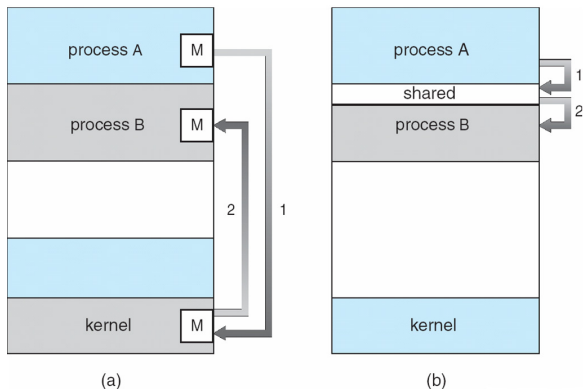 process A
M
process B
M
2
1
kernel
M
(a)
process A
1
shared
2
process B
kernel
(b)